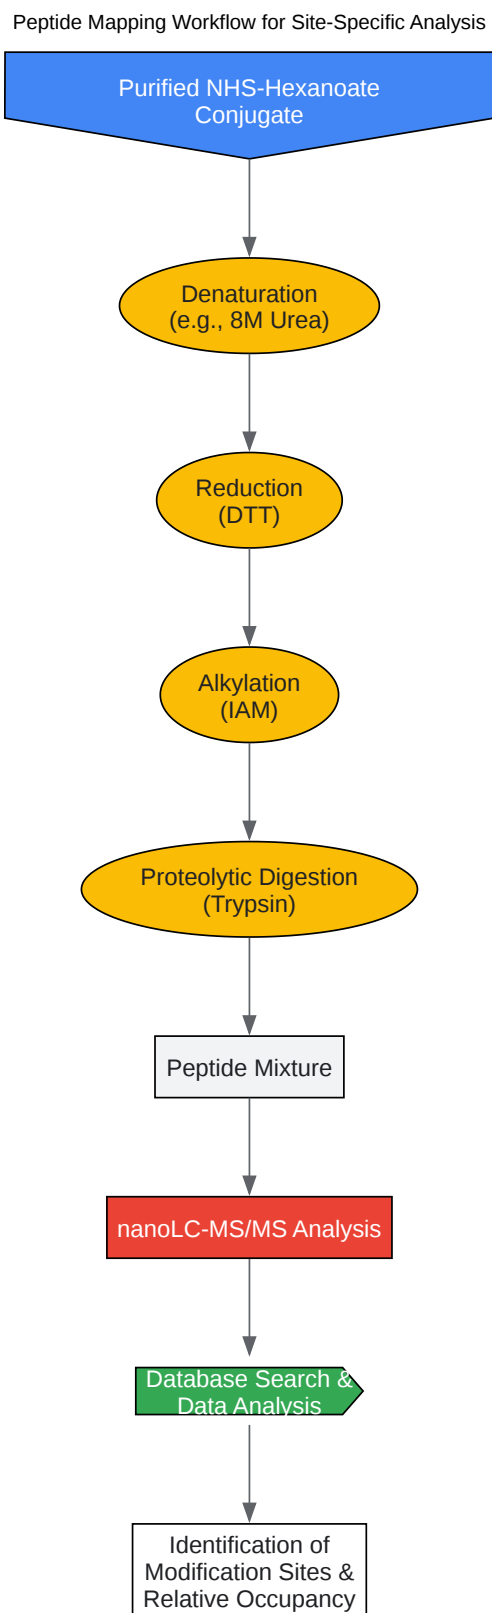 Peptide Mapping Workflow for Site-Specific Analysis
Purified NHS-Hexanoate
Conjugate
Denaturation
(e.g., 8M Urea)
Reduction
(DTT)
Alkylation
(IAM)
Proteolytic Digestion
(Trypsin)
Peptide Mixture
nanoLC-MS/MS Analysis
Database Search &
Data Analysis
Identification of
Modification Sites &
Relative Occupancy